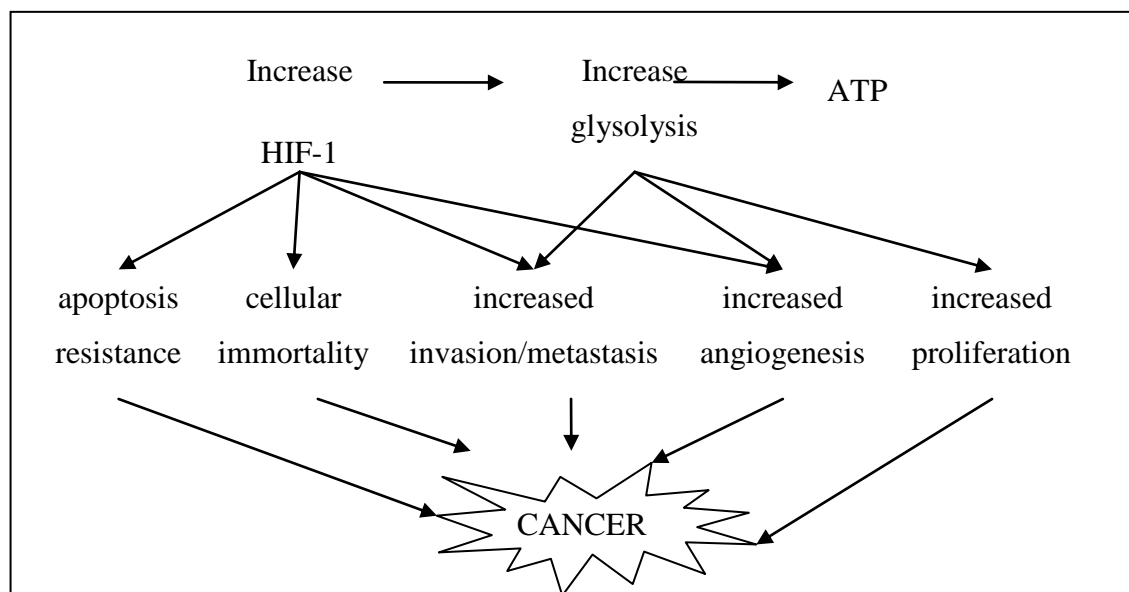 Increase
HIF-1
Increase
glysolysis
ATP
apoptosis
resistance
cellular
immortality
increased
invasion/metastasis
increased
angiogenesis
increased
proliferation
CANCER